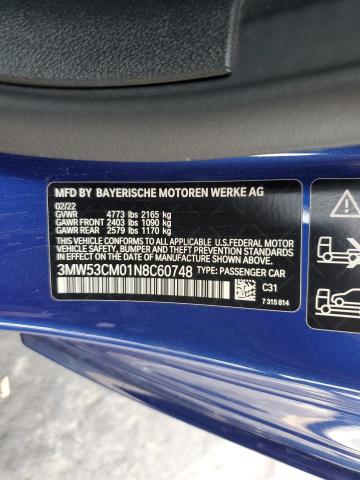 MFD BY BAYERISCHE MOTOREN WERKE AG
02/22
GVWR 4773 lbs 2165 kg
GAWR FRONT 2403 lbs 1090 kg
GAWR REAR 2579 lbs 1170 kg
THIS VEHICLE CONFORMS TO ALL APPLICABLE U.S. FEDERAL MOTOR
VEHICLE SAFETY, BUMPER, AND THEFT PREVENTION STANDARDS
IN EFFECT ON THE DATE OF MANUFACTURE SHOWN ABOVE.
3MW53CM01N8C60748 TYPE: PASSENGER CAR
C31
7 315 814